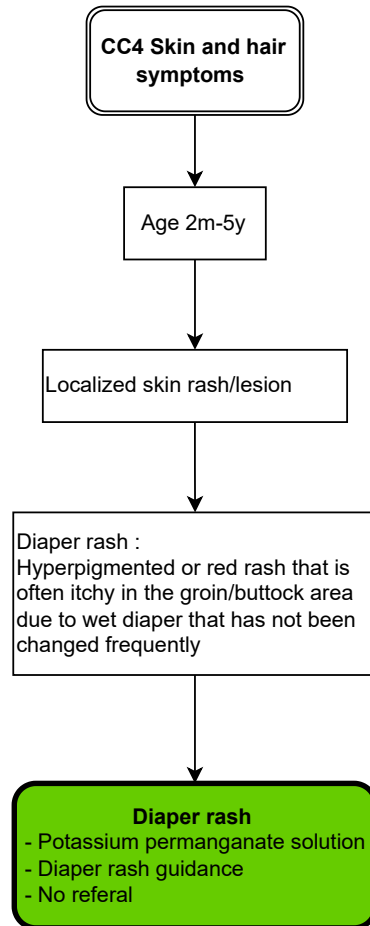 CC4 Skin and hair
symptoms
Age 2m-5y
Localized skin rash/lesion
Diaper rash :
Hyperpigmented or red rash that is
often itchy in the groin/buttock area
due to wet diaper that has not been
changed frequently
Diaper rash
- Potassium permanganate solution
- Diaper rash guidance
- No referal